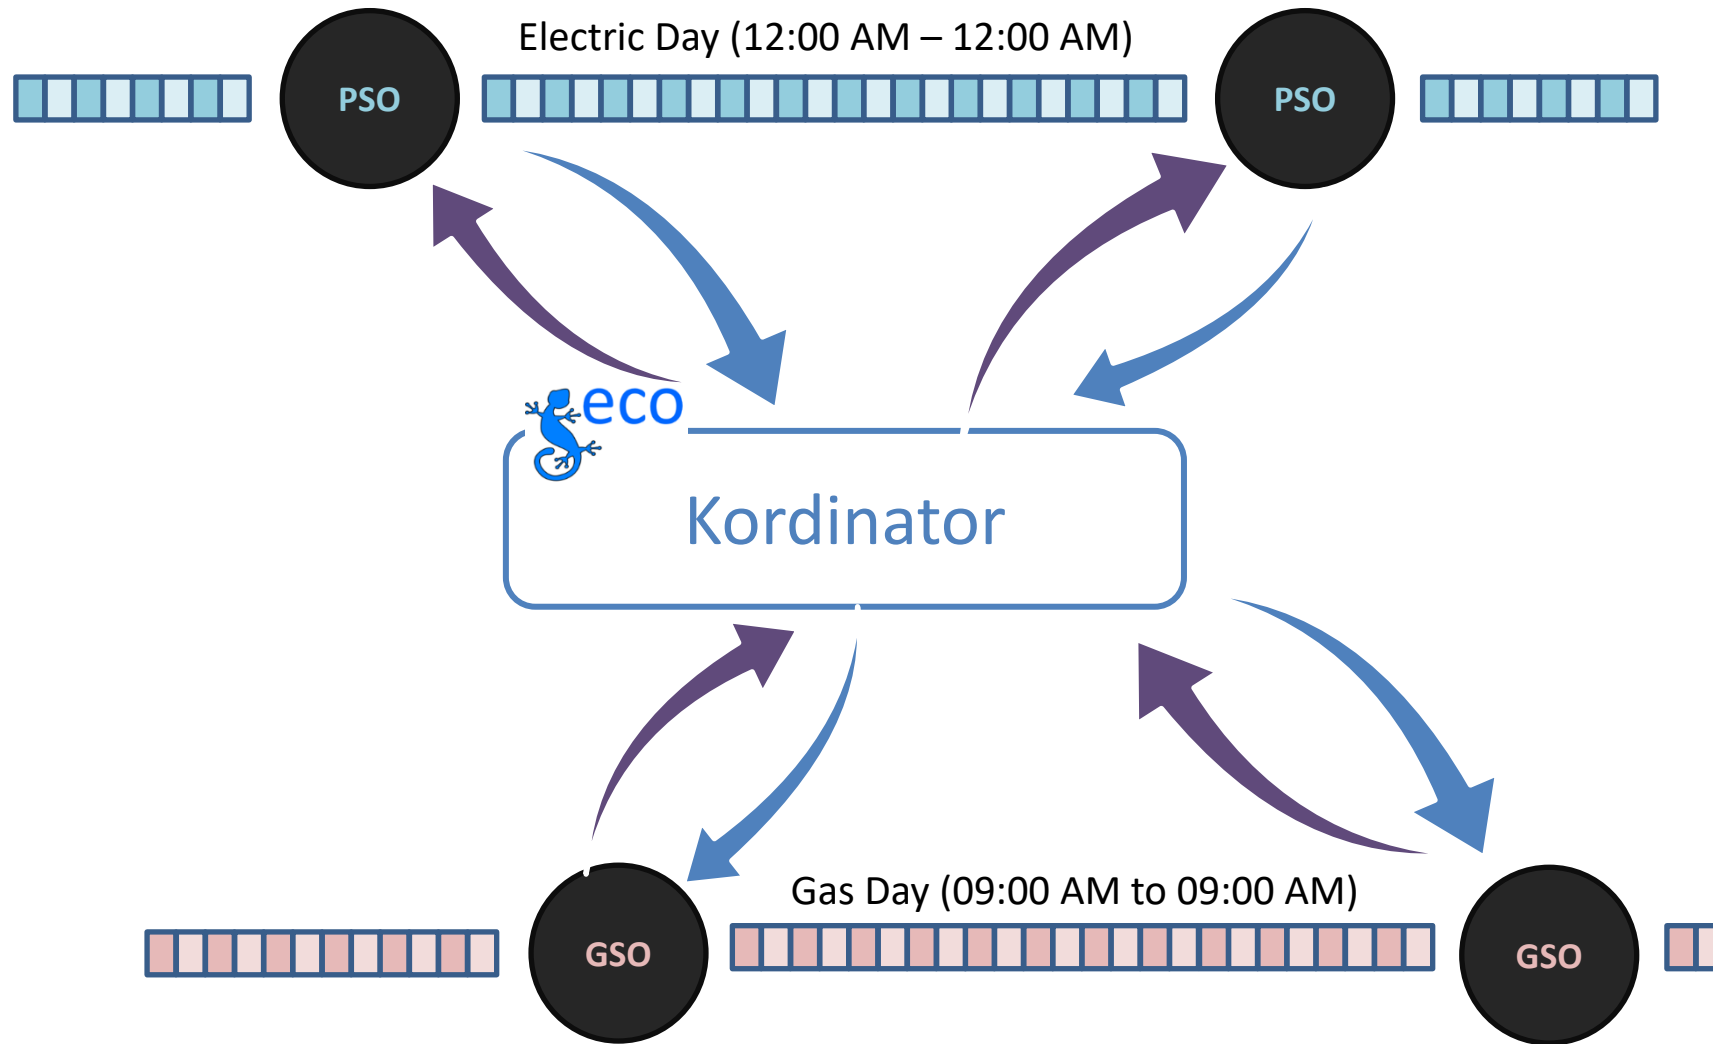 Electric Day (12:00 AM – 12:00 AM)
PSO
PSO
eco
Kordinator
Gas Day (09:00 AM to 09:00 AM)
GSO
GSO